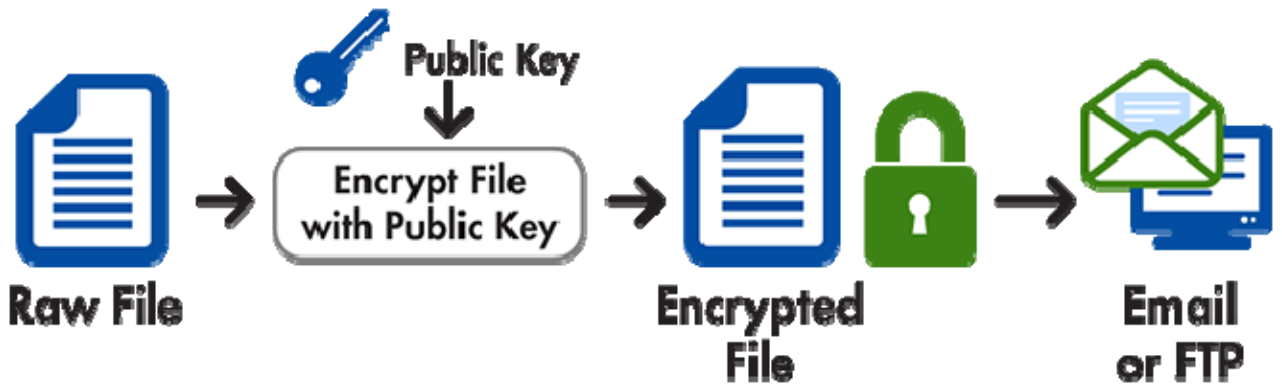 Public Key
Encrypt File
with Public Key
Raw File
Encrypted
File
Email
or FTP